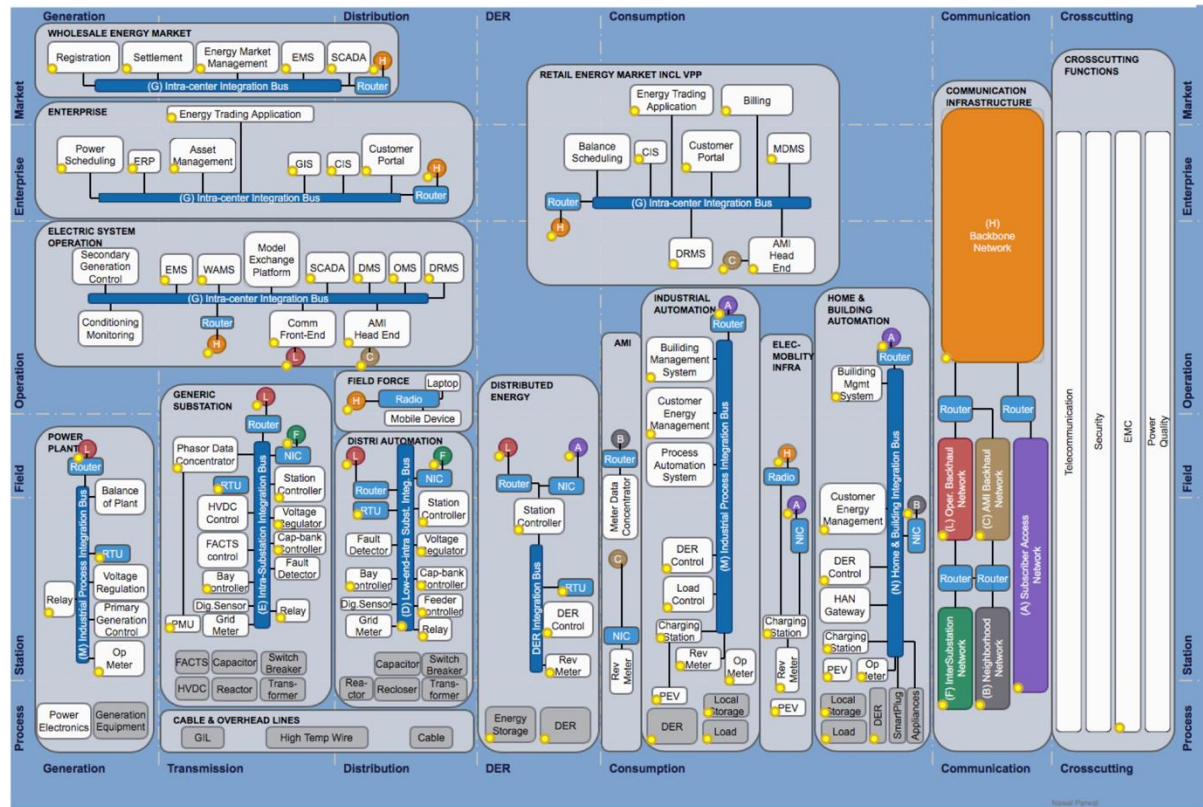 Generation
Distribution
DER
Consumption
Communication
Crosscutting
Market
Enterprise
Operation
Field
Station
Process
WHOLESALE ENERGY MARKET
Registration
Settlement
Energy Market
Management
EMS
SCADA
H
(G) Intra-center Integration Bus
Router
ENTERPRISE
Energy Trading Application
Power
Scheduling
ERP
Asset
Management
GIS
CIS
Customer
Portal
H
(G) Intra-center Integration Bus
Router
ELECTRIC SYSTEM
OPERATION
Secondary
Generation
Control
EMS
WAMS
Model
Exchange
Platform
SCADA
DMS
OMS
DRMS
(G) Intra-center Integration Bus
Conditioning
Monitoring
Router
H
Comm
Front-End
L
AMI
Head End
C
RETAIL ENERGY MARKET INCL VPP
Energy Trading
Application
Billing
Balance
Scheduling
CIS
Customer
Portal
MDMS
Router
(G) Intra-center Integration Bus
H
DRMS
C
AMI
Head
End
POWER
PLANT
L
Router
Balance
of Plant
(M) Industrial Process Integration Bus
RTU
Voltage
Regulation
Relay
Primary
Generation
Control
Op
Meter
Power
Electronics
Generation
Equipment
GENERIC
SUBSTATION
L
Router
F
NIC
Phasor Data
Concentrator
RTU
Station
Controller
HVDC
Control
Voltage
Regulator
FACTS
control
Cap-bank
Controller
Fault
Detector
Bay
Controller
(E) Intra-Substation Integration Bus
Dig.Sensor
Relay
PMU
Grid
Meter
FACTS
Capacitor
Switch
Breaker
HVDC
Reactor
Trans-
former
FIELD FORCE
Laptop
H
Radio
Mobile Device
DISTRI AUTOMATION
L
F
Router
NIC
RTU
Station
Controller
Fault
Detector
Voltage
Regulator
Bay
Controller
Cap-bank
Controller
Dig.Sensor
Feeder
Controller
Grid
Meter
Relay
(D) Low-end-intra Subst. Integ. Bus
Capacitor
Switch
Breaker
Rea-
ctor
Recloser
Trans-
former
CABLE & OVERHEAD LINES
GIL
High Temp Wire
Cable
DISTRIBUTED
ENERGY
L
A
Router
NIC
Station
Controller
DER Integration Bus
RTU
DER
Control
Rev
Meter
Energy
Storage
DER
AMI
B
Router
Meter Data
Concentrator
C
NIC
Rev
Meter
INDUSTRIAL
AUTOMATION
A
Router
Buiilding
Management
System
Customer
Energy
Management
Process
Automation
System
(M) Industrial Process Integration Bus
DER
Control
Load
Control
Charging
Station
Rev
Meter
Op
Meter
PEV
DER
Local
Storage
Load
ELEC-
MOBLITY
INFRA
H
Radio
A
NIC
Charging
Station
Rev
Meter
PEV
HOME &
BUILDING AUTOMATION
A
Router
Buiilding
Mgmt
System
(N) Home & Building Integration Bus
Customer
Energy
Management
B
NIC
DER
Control
HAN
Gateway
Charging
Station
PEV
Op
Meter
Local
Storage
Load
DER
SmartPlug
Appliances
COMMUNICATION
INFRASTRUCTURE
(H)
Backbone
Network
Router
Router
(L) Oper. Backhaul
Network
(C) AMI Backhaul
Network
(A) Subscriber Access
Network
Router
Router
(F) InterSubstation
Network
(B) Neighborhood
Network
CROSSCUTTING
FUNCTIONS
Telecommunication
Security
EMC
Power
Quality
Market
Enterprise
Operation
Field
Station
Process
Generation
Transmission
Distribution
DER
Consumption
Communication
Crosscutting